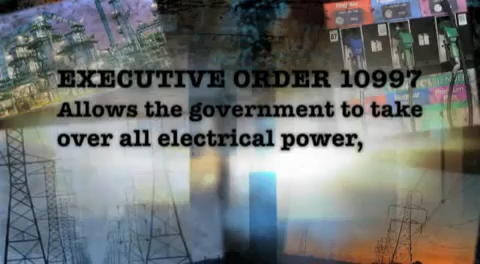 EXECUTIVE ORDER 10997
Allows the government to take
over all electrical power,